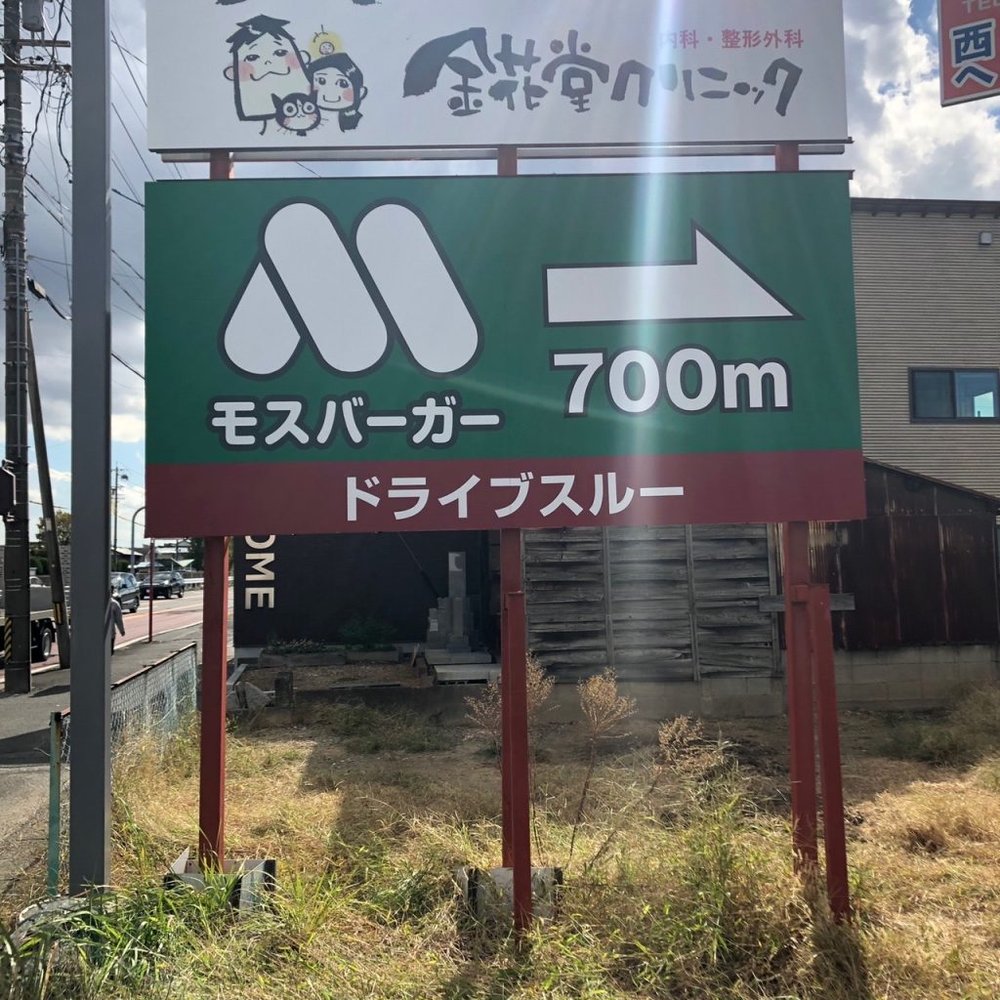 内科・整形外科
金花堂クリニック
TEL
西へ
モスバーガー
700m
ドライブスルー
OME